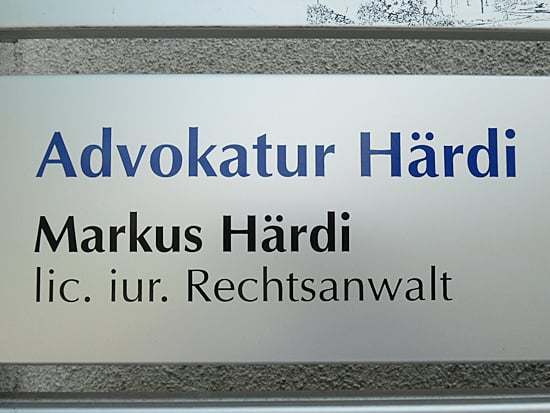 Advokatur Härdi
Markus Härdi
lic. iur. Rechtsanwalt